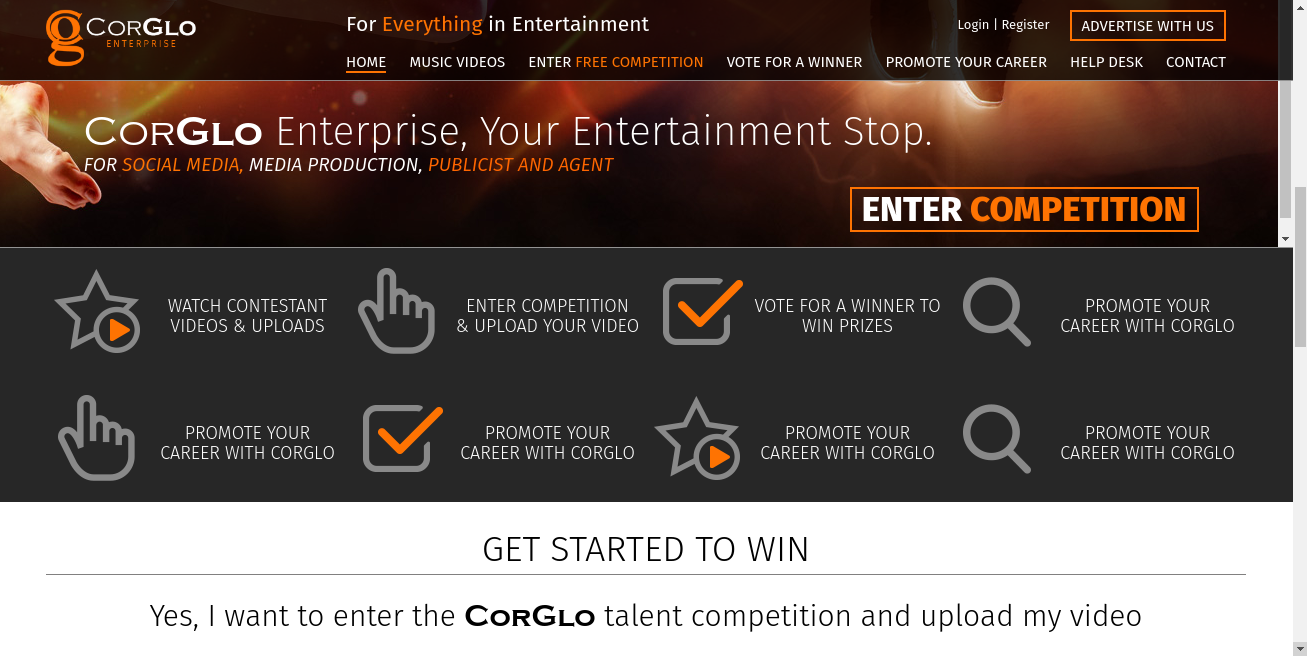 CORGLO
ENTERPRISE
For Everything in Entertainment
Login | Register
ADVERTISE WITH US
HOME MUSIC VIDEOS ENTER FREE COMPETITION VOTE FOR A WINNER PROMOTE YOUR CAREER HELP DESK CONTACT
CORGLO Enterprise, Your Entertainment Stop.
FOR SOCIAL MEDIA, MEDIA PRODUCTION, PUBLICIST AND AGENT
ENTER COMPETITION
WATCH CONTESTANT
VIDEOS & UPLOADS
ENTER COMPETITION
& UPLOAD YOUR VIDEO
VOTE FOR A WINNER TO
WIN PRIZES
PROMOTE YOUR
CAREER WITH CORGLO
PROMOTE YOUR
CAREER WITH CORGLO
PROMOTE YOUR
CAREER WITH CORGLO
PROMOTE YOUR
CAREER WITH CORGLO
PROMOTE YOUR
CAREER WITH CORGLO
GET STARTED TO WIN
Yes, I want to enter the CORGLO talent competition and upload my video